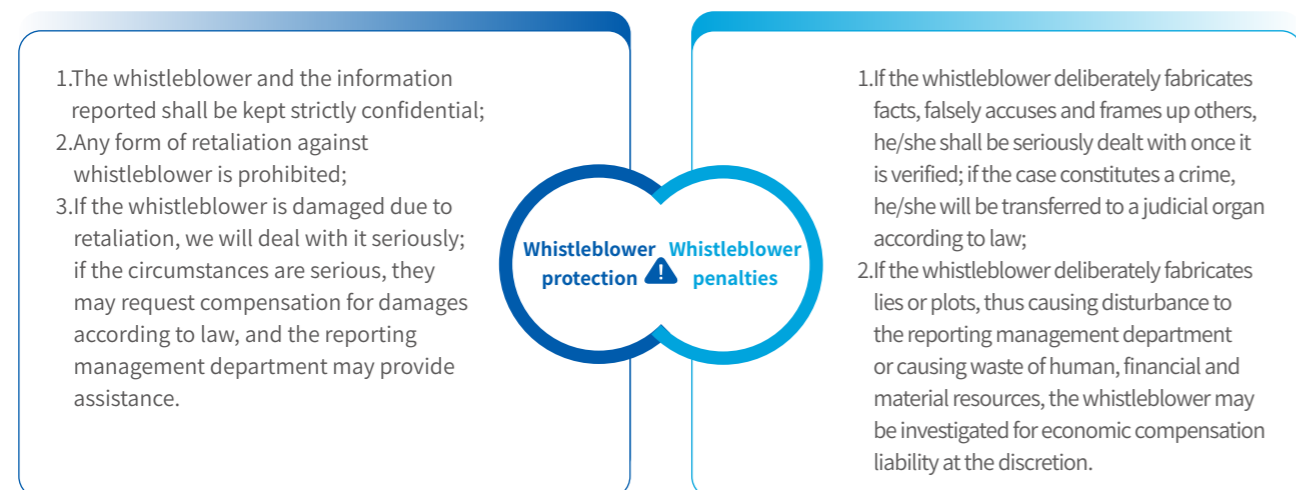 1.The whistleblower and the information
reported shall be kept strictly confidential;
2.Any form of retaliation against
whistleblower is prohibited;
3.If the whistleblower is damaged due to
retaliation, we will deal with it seriously;
if the circumstances are serious, they
may request compensation for damages
according to law, and the reporting
management department may provide
assistance.
Whistleblower
protection
Whistleblower
penalties
1.If the whistleblower deliberately fabricates
facts, falsely accuses and frames up others,
he/she shall be seriously dealt with once it
is verified; if the case constitutes a crime,
he/she will be transferred to a judicial organ
according to law;
2.If the whistleblower deliberately fabricates
lies or plots, thus causing disturbance to
the reporting management department
or causing waste of human, financial and
material resources, the whistleblower may
be investigated for economic compensation
liability at the discretion.